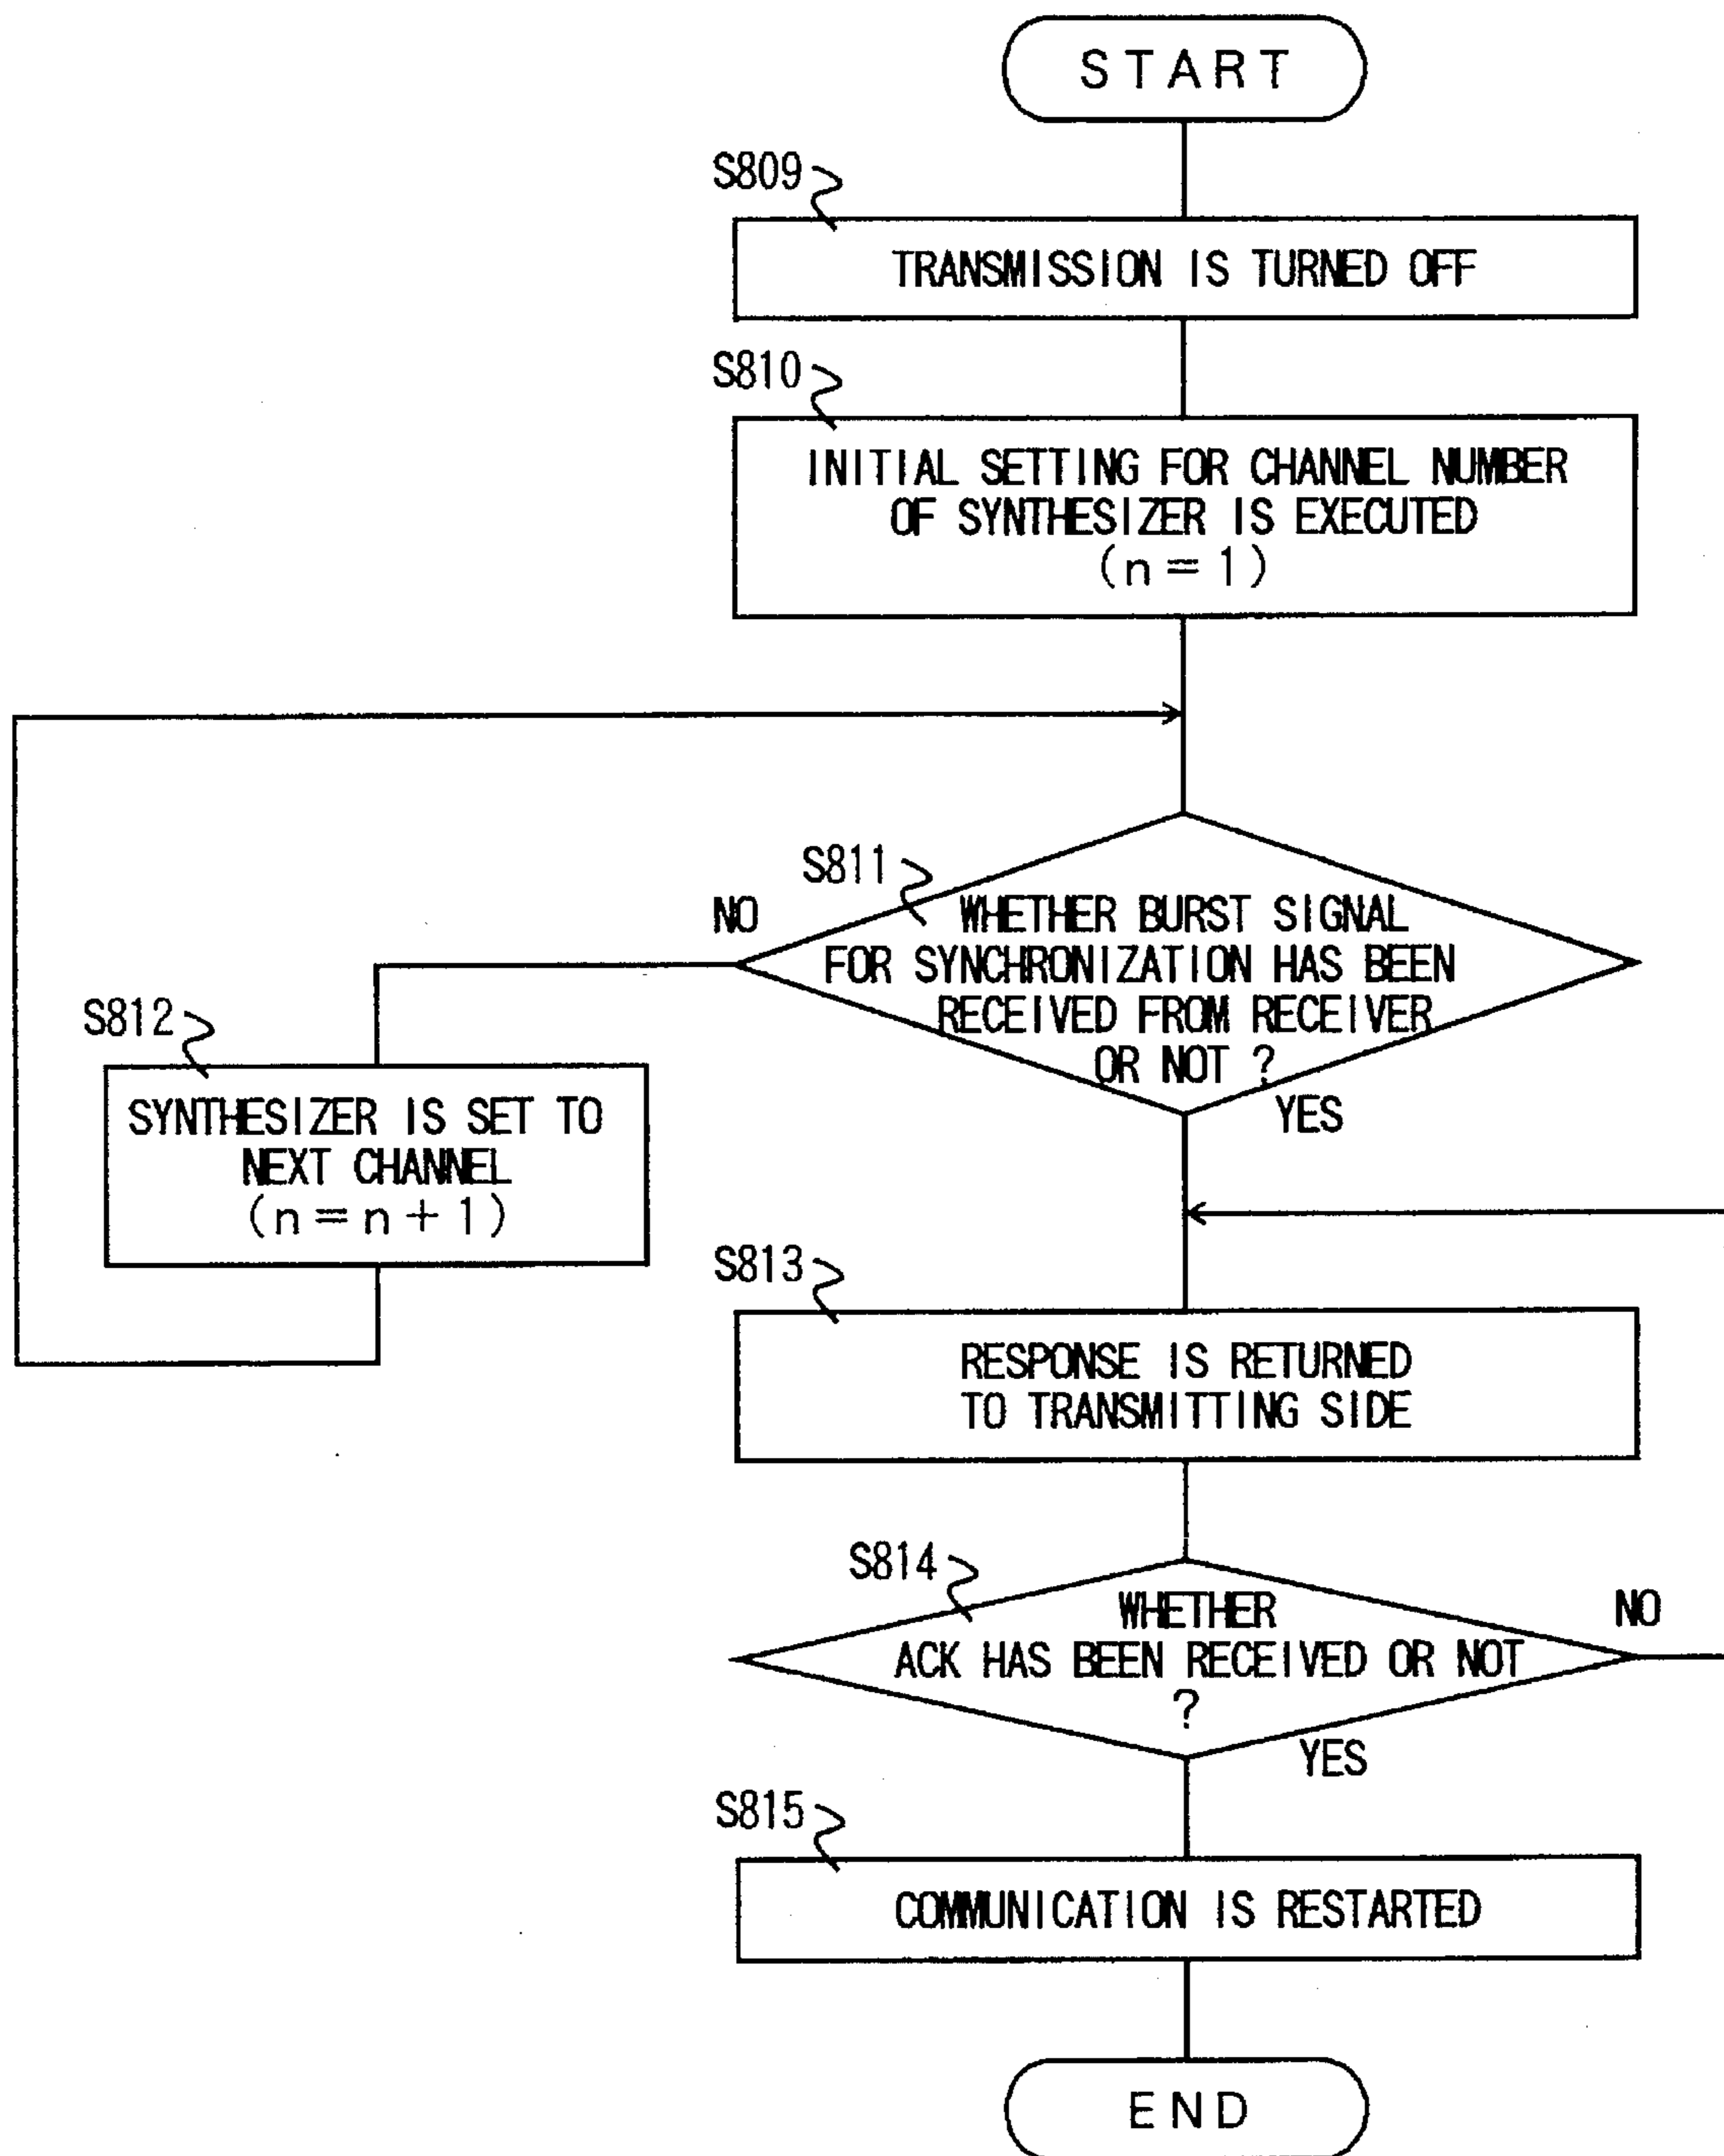 START
S809
TRANSMISSION IS TURNED OFF
S810
INITIAL SETTING FOR CHANNEL NUMBER
OF SYNTHESIZER IS EXECUTED
(n = 1)
S811
NO
WHETHER BURST SIGNAL
FOR SYNCHRONIZATION HAS BEEN
RECEIVED FROM RECEIVER
OR NOT ?
YES
S812
SYNTHESIZER IS SET TO
NEXT CHANNEL
(n = n + 1)
S813
RESPONSE IS RETURNED
TO TRANSMITTING SIDE
S814
WHETHER
ACK HAS BEEN RECEIVED OR NOT
?
NO
YES
S815
COMMUNICATION IS RESTARTED
END